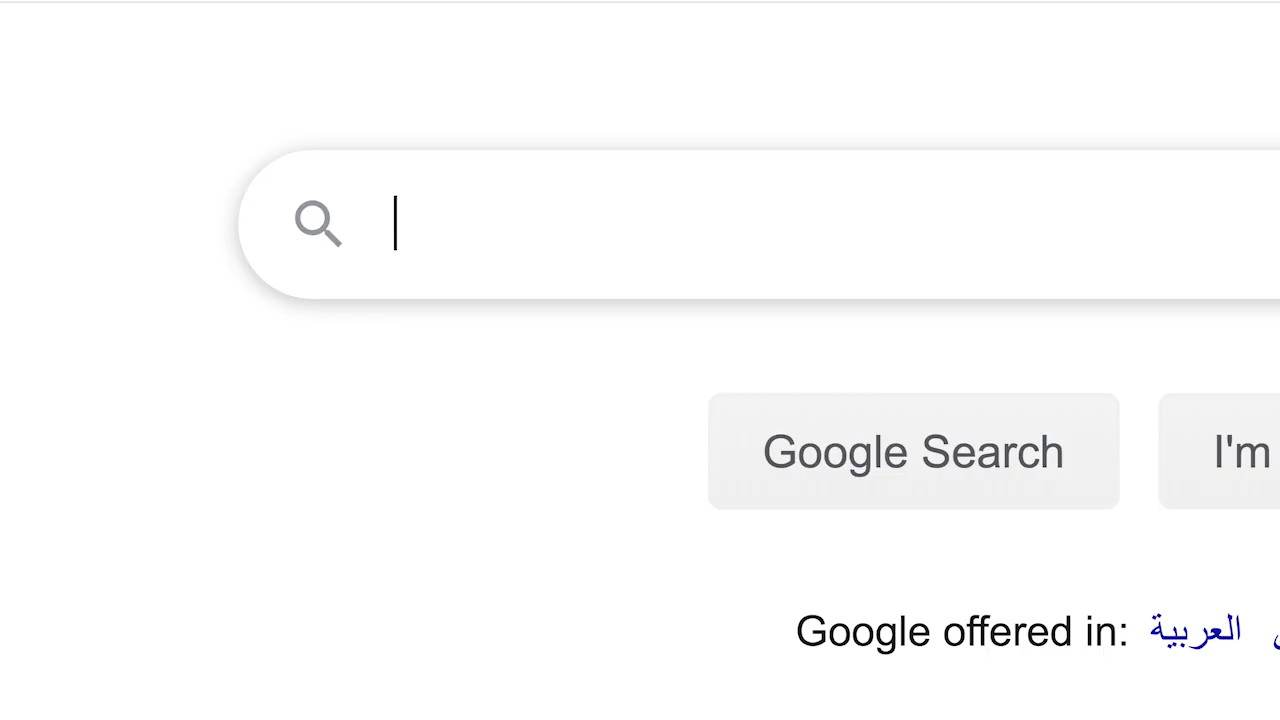 Google Search I'm
Google offered in: العربية